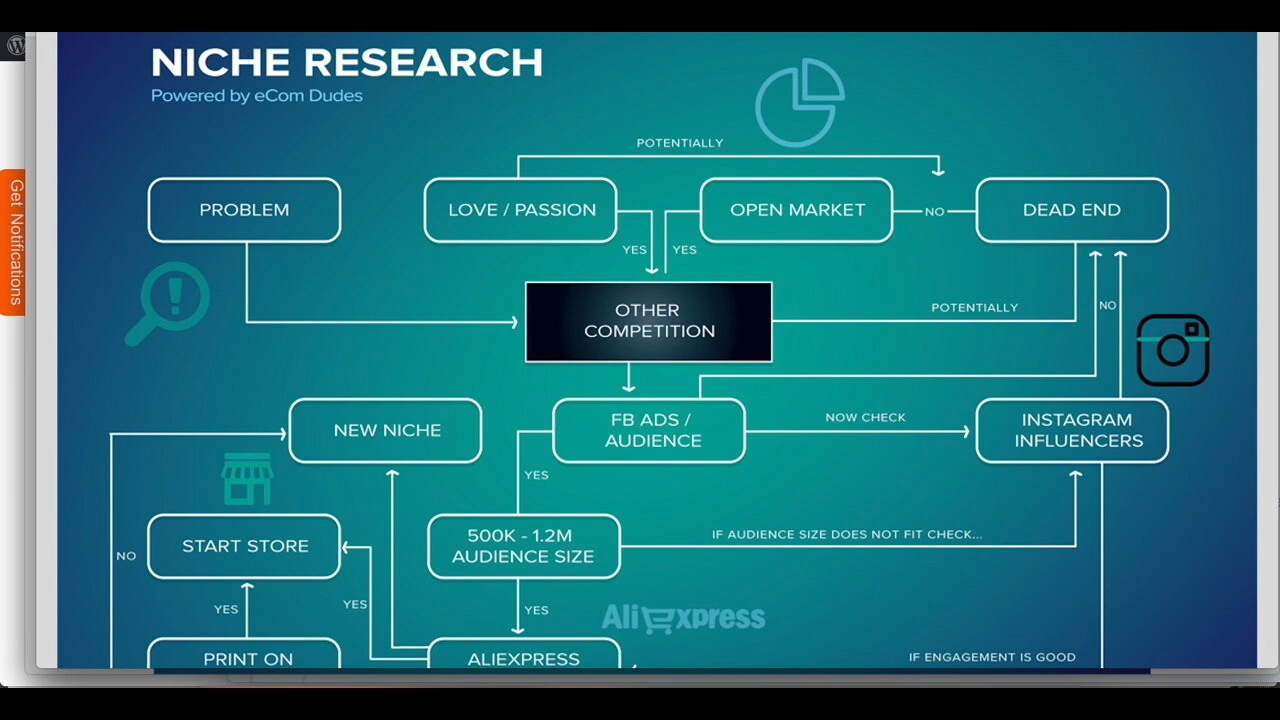 NICHE RESEARCH
Powered by eCom Dudes
Get Notifications
POTENTIALLY
PROBLEM
LOVE / PASSION
OPEN MARKET
NO
DEAD END
YES
YES
OTHER
COMPETITION
POTENTIALLY
NO
NEW NICHE
FB ADS /
AUDIENCE
NOW CHECK
INSTAGRAM
INFLUENCERS
YES
START STORE
500K - 1.2M
AUDIENCE SIZE
IF AUDIENCE SIZE DOES NOT FIT CHECK...
NO
YES
YES
YES
AliExpress
PRINT ON
ALIEXPRESS
IF ENGAGEMENT IS GOOD